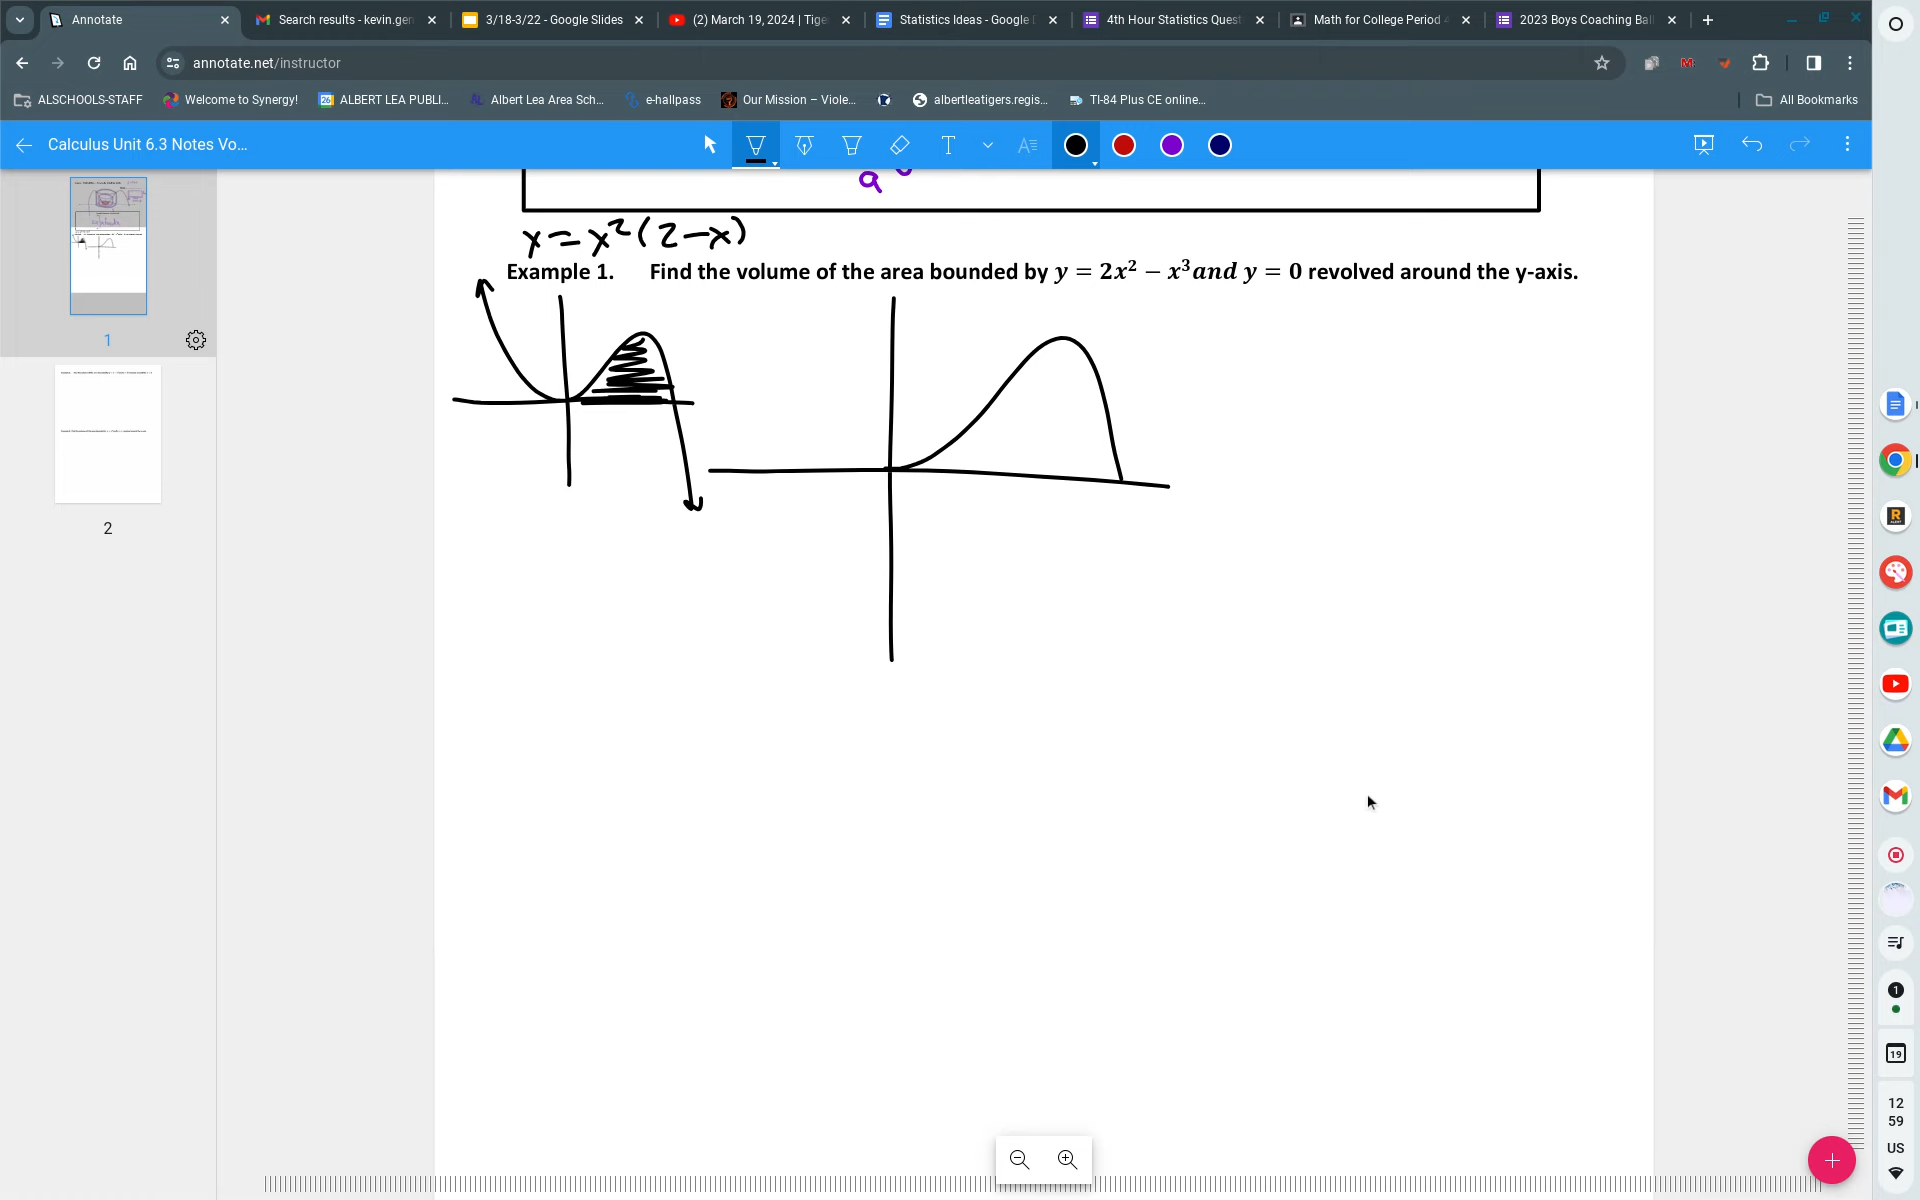 Annotate
Search results - kevin.gen
3/18-3/22 - Google Slides
(2) March 19, 2024 | Tige
Statistics Ideas - Google D
4th Hour Statistics Quest
Math for College Period 4
2023 Boys Coaching Ball
annotate.net/instructor
ALSCHOOLS-STAFF
Welcome to Synergy!
ALBERT LEA PUBLI...
Albert Lea Area Sch...
e-hallpass
Our Mission – Viole...
albertleatigers.regis...
TI-84 Plus CE online...
All Bookmarks
Calculus Unit 6.3 Notes Vo...
a
y = x²(2-x)
Example 1. Find the volume of the area bounded by y = 2x² − x³and y = 0 revolved around the y-axis.
1
2
1
19
12
59
US